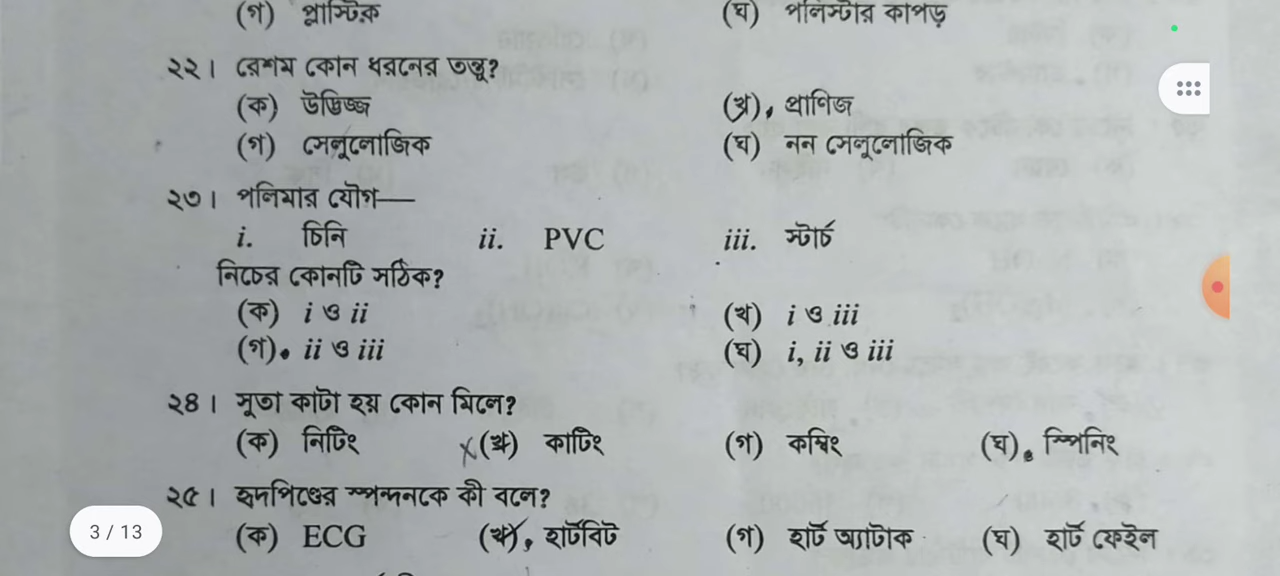 (গ) প্লাস্টিক (ঘ) পলিস্টার কাপড়
২২। রেশম কোন ধরনের তন্তু?
(ক) উদ্ভিজ্জ (খ) প্রাণিজ
(গ) সেলুলোজিক (ঘ) নন সেলুলোজিক
২৩। পলিমার যৌগ—
i. চিনি ii. PVC iii. স্টার্চ
নিচের কোনটি সঠিক?
(ক) i ও ii (খ) i ও iii
(গ) ii ও iii (ঘ) i, ii ও iii
২৪। সুতা কাটা হয় কোন মিলে?
(ক) নিটিং (খ) কাটিং (গ) কম্বিং (ঘ) স্পিনিং
২৫। হৃদপিণ্ডের স্পন্দনকে কী বলে?
(ক) ECG (খ) হার্টবিট (গ) হার্ট অ্যাটাক (ঘ) হার্ট ফেইল
3 / 13